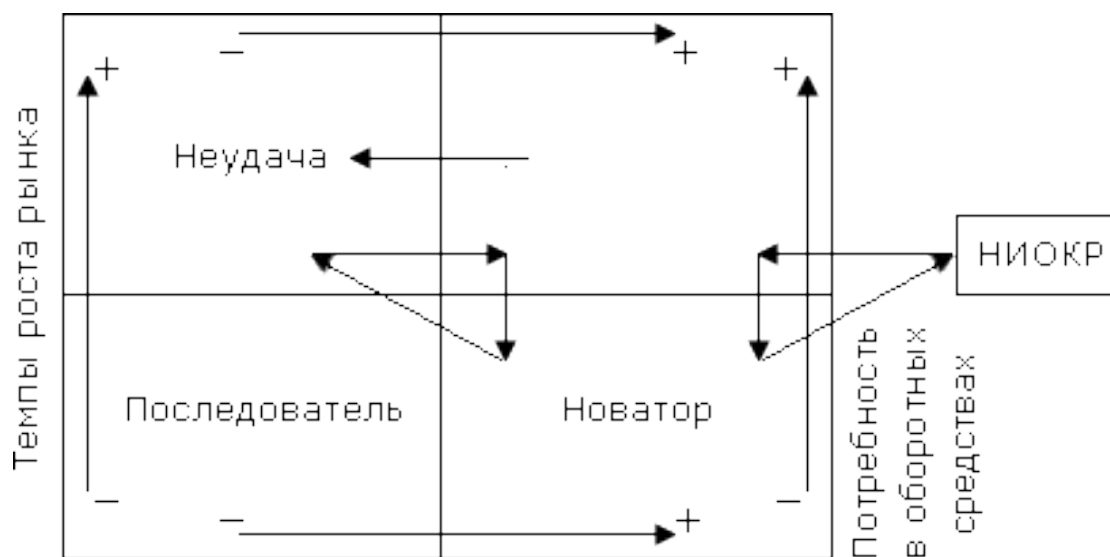 Темпы роста рынка
Неудача
НИОКР
Последователь
Новатор
Потребность
в оборотных
средствах